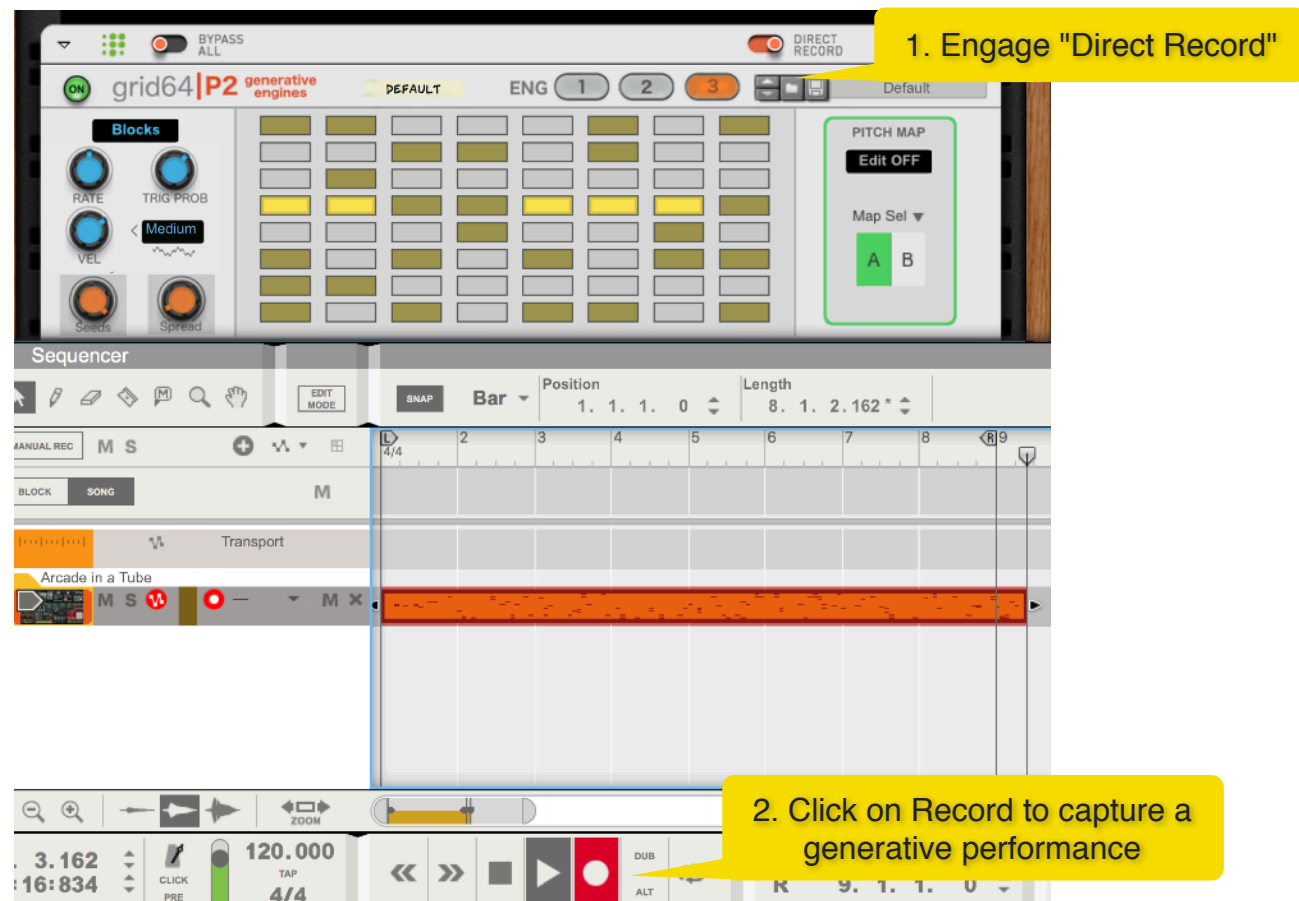 BYPASS
ALL
DIRECT
RECORD
1. Engage "Direct Record"
ON
grid64|P2 generative
engines
DEFAULT
ENG 1 2 3
Default
Blocks
RATE
TRIG PROB
VEL
< Medium
Seeds
Spread
PITCH MAP
Edit OFF
Map Sel ▼
A B
Sequencer
EDIT
MODE
SNAP
Bar
Position
1. 1. 1. 0
Length
8. 1. 2.162 *
MANUAL REC
M S
L 2 3 4 5 6 7 8 R 9
4/4
BLOCK SONG
M
Transport
Arcade in a Tube
M S
M
ZOOM
2. Click on Record to capture a
generative performance
. 3.162
:16:834
CLICK
PRE
120.000
TAP
4/4
DUB
ALT
R 9. 1. 1. 0